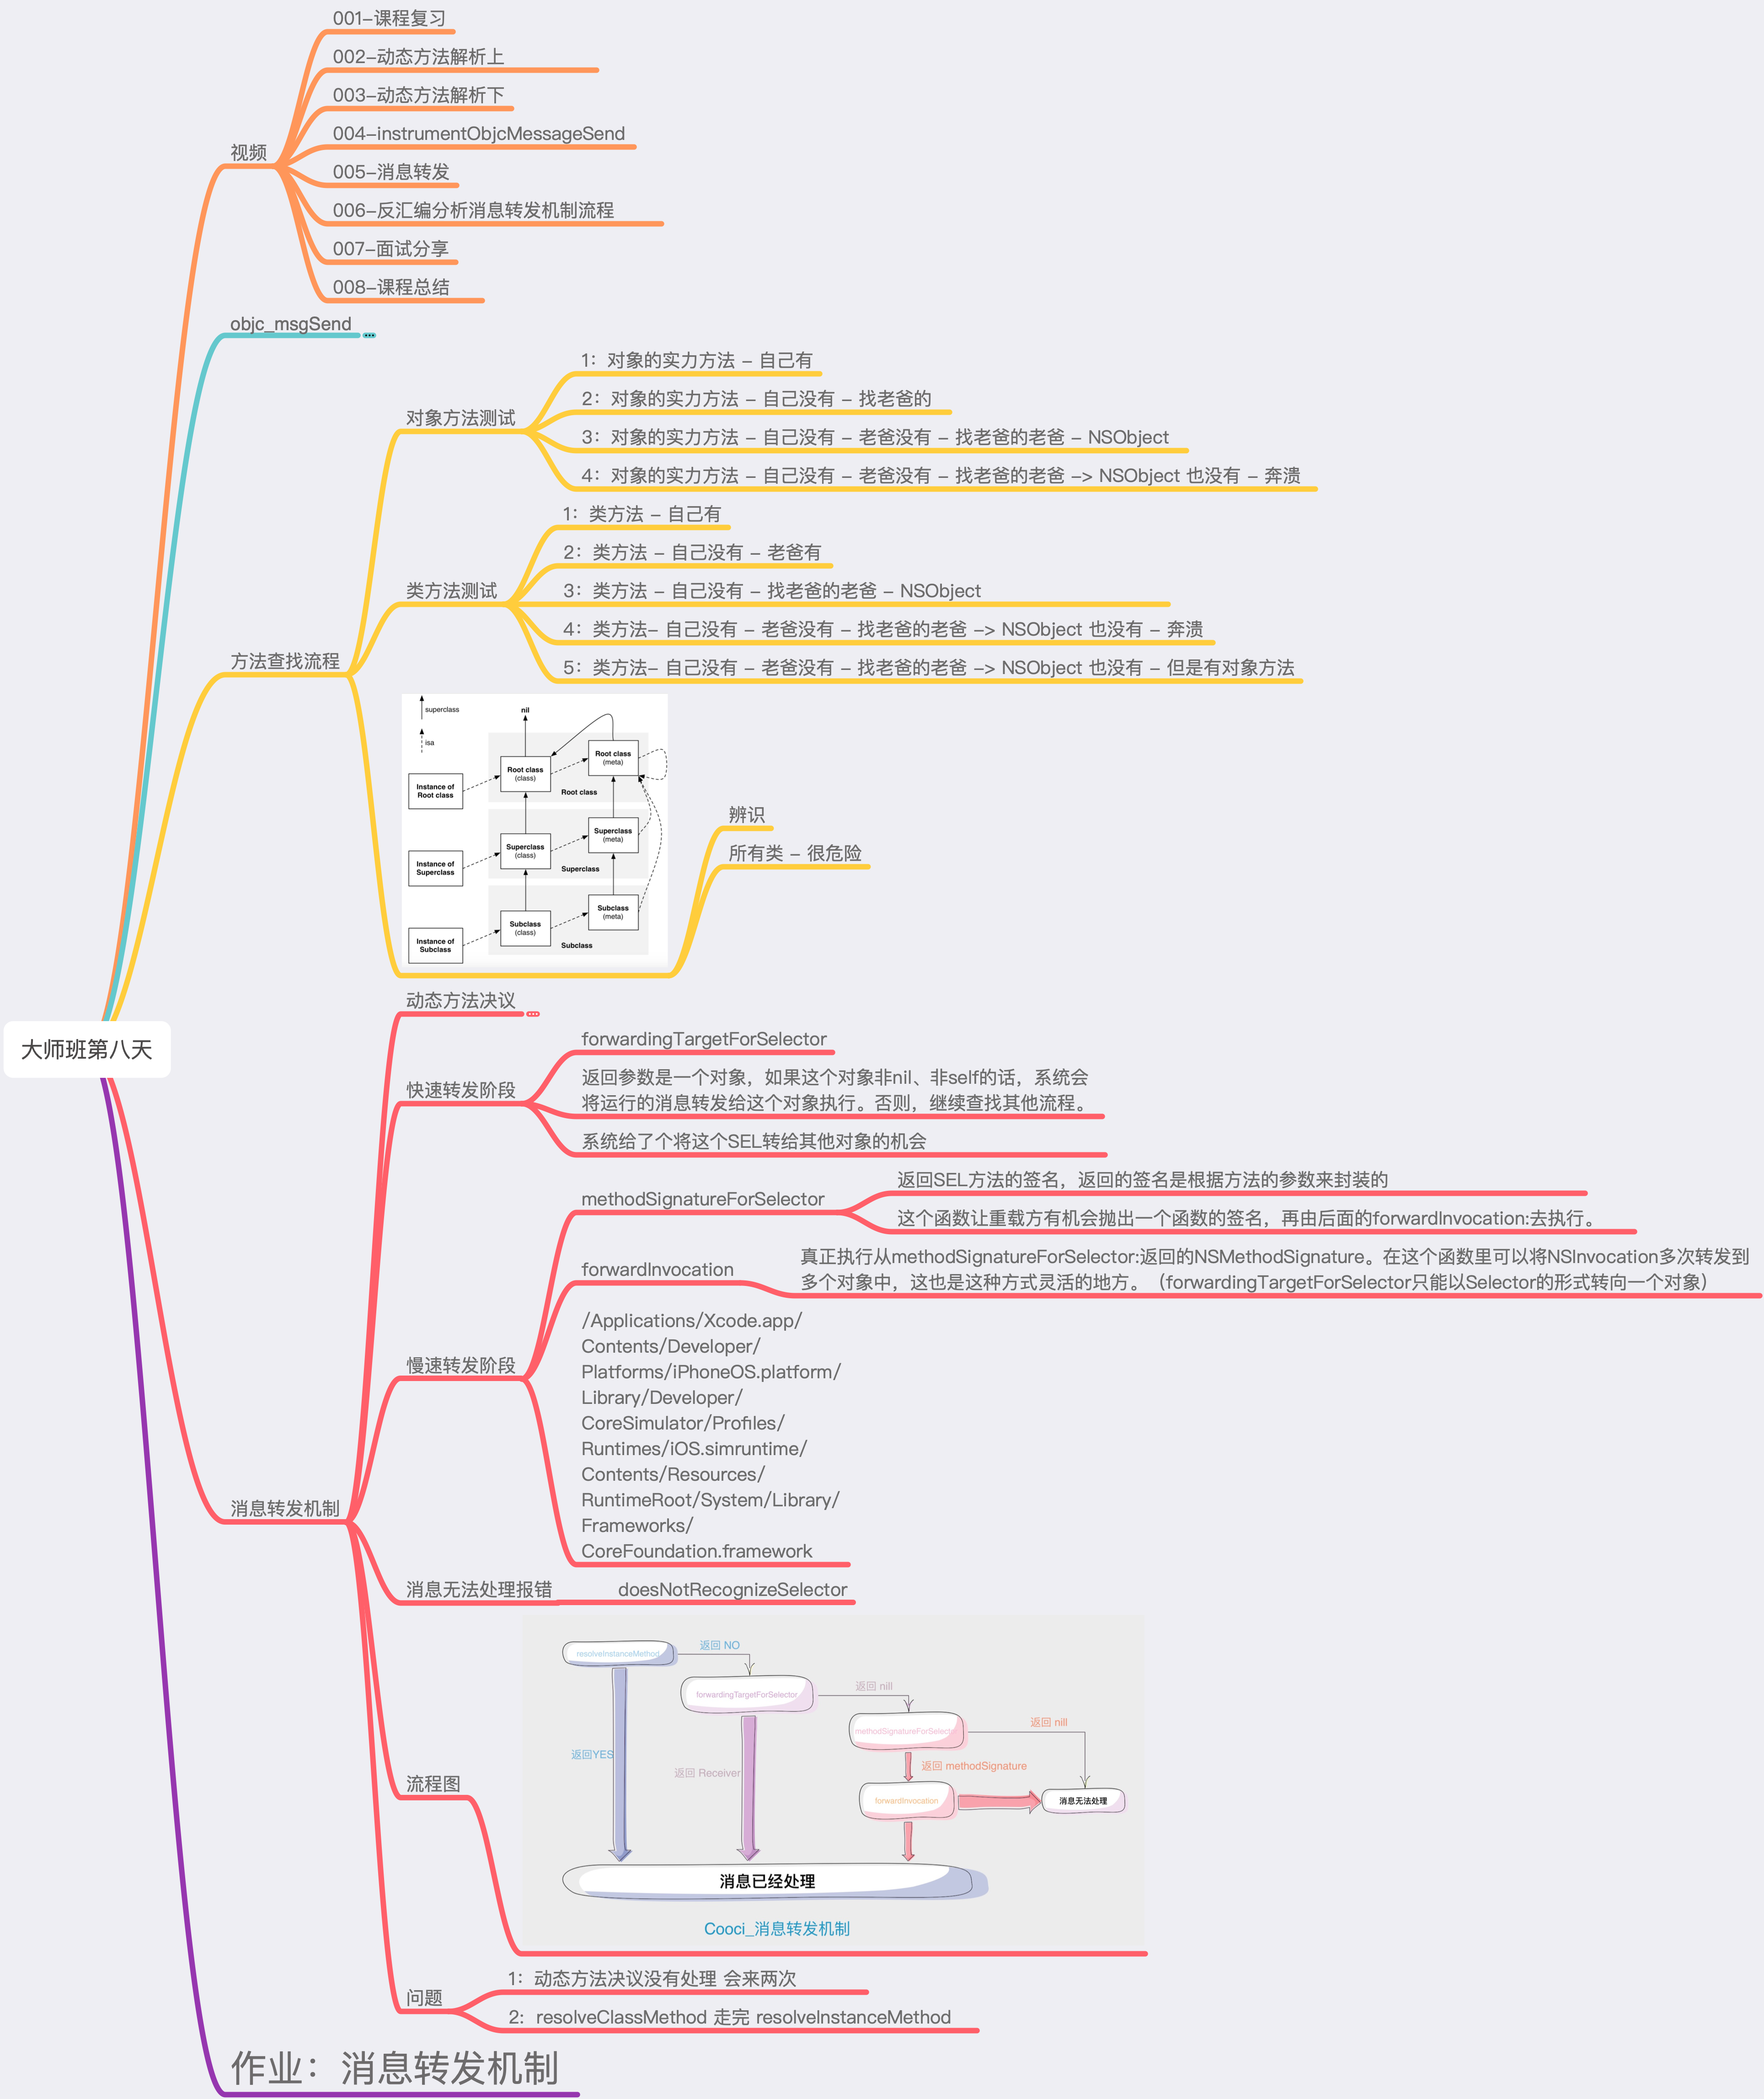 001-课程复习
002-动态方法解析上
003-动态方法解析下
004-instrumentObjcMessageSend
视频
005-消息转发
006-反汇编分析消息转发机制流程
007-面试分享
008-课程总结
objc_msgSend
1：对象的实力方法 - 自己有
2：对象的实力方法 - 自己没有 - 找老爸的
对象方法测试
3：对象的实力方法 - 自己没有 - 老爸没有 - 找老爸的老爸 - NSObject
4：对象的实力方法 - 自己没有 - 老爸没有 - 找老爸的老爸 -> NSObject 也没有 - 奔溃
1：类方法 - 自己有
2：类方法 - 自己没有 - 老爸有
类方法测试
3：类方法 - 自己没有 - 找老爸的老爸 - NSObject
4：类方法- 自己没有 - 老爸没有 - 找老爸的老爸 -> NSObject 也没有 - 奔溃
方法查找流程
5：类方法- 自己没有 - 老爸没有 - 找老爸的老爸 -> NSObject 也没有 - 但是有对象方法
superclass
nil
isa
Root class
(meta)
Root class
(class)
Instance of
Root class
Root class
Superclass
(meta)
Superclass
(class)
Instance of
Superclass
Superclass
Subclass
(meta)
Subclass
(class)
Instance of
Subclass
Subclass
辨识
所有类 - 很危险
大师班第八天
动态方法决议
forwardingTargetForSelector
快速转发阶段
返回参数是一个对象，如果这个对象非nil、非self的话，系统会
将运行的消息转发给这个对象执行。否则，继续查找其他流程。
系统给了个将这个SEL转给其他对象的机会
methodSignatureForSelector
返回SEL方法的签名，返回的签名是根据方法的参数来封装的
这个函数让重载方有机会抛出一个函数的签名，再由后面的forwardInvocation:去执行。
forwardInvocation
真正执行从methodSignatureForSelector:返回的NSMethodSignature。在这个函数里可以将NSInvocation多次转发到
多个对象中，这也是这种方式灵活的地方。（forwardingTargetForSelector只能以Selector的形式转向一个对象）
慢速转发阶段
/Applications/Xcode.app/
Contents/Developer/
Platforms/iPhoneOS.platform/
Library/Developer/
CoreSimulator/Profiles/
Runtimes/iOS.simruntime/
Contents/Resources/
RuntimeRoot/System/Library/
Frameworks/
CoreFoundation.framework
消息转发机制
消息无法处理报错
doesNotRecognizeSelector
流程图
resolveInstanceMethod
返回 NO
forwardingTargetForSelector
返回 nill
methodSignatureForSelector
返回 nill
返回YES
返回 Receiver
返回 methodSignature
forwardInvocation
消息无法处理
消息已经处理
Cooci_消息转发机制
问题
1：动态方法决议没有处理 会来两次
2：resolveClassMethod 走完 resolveInstanceMethod
作业：消息转发机制